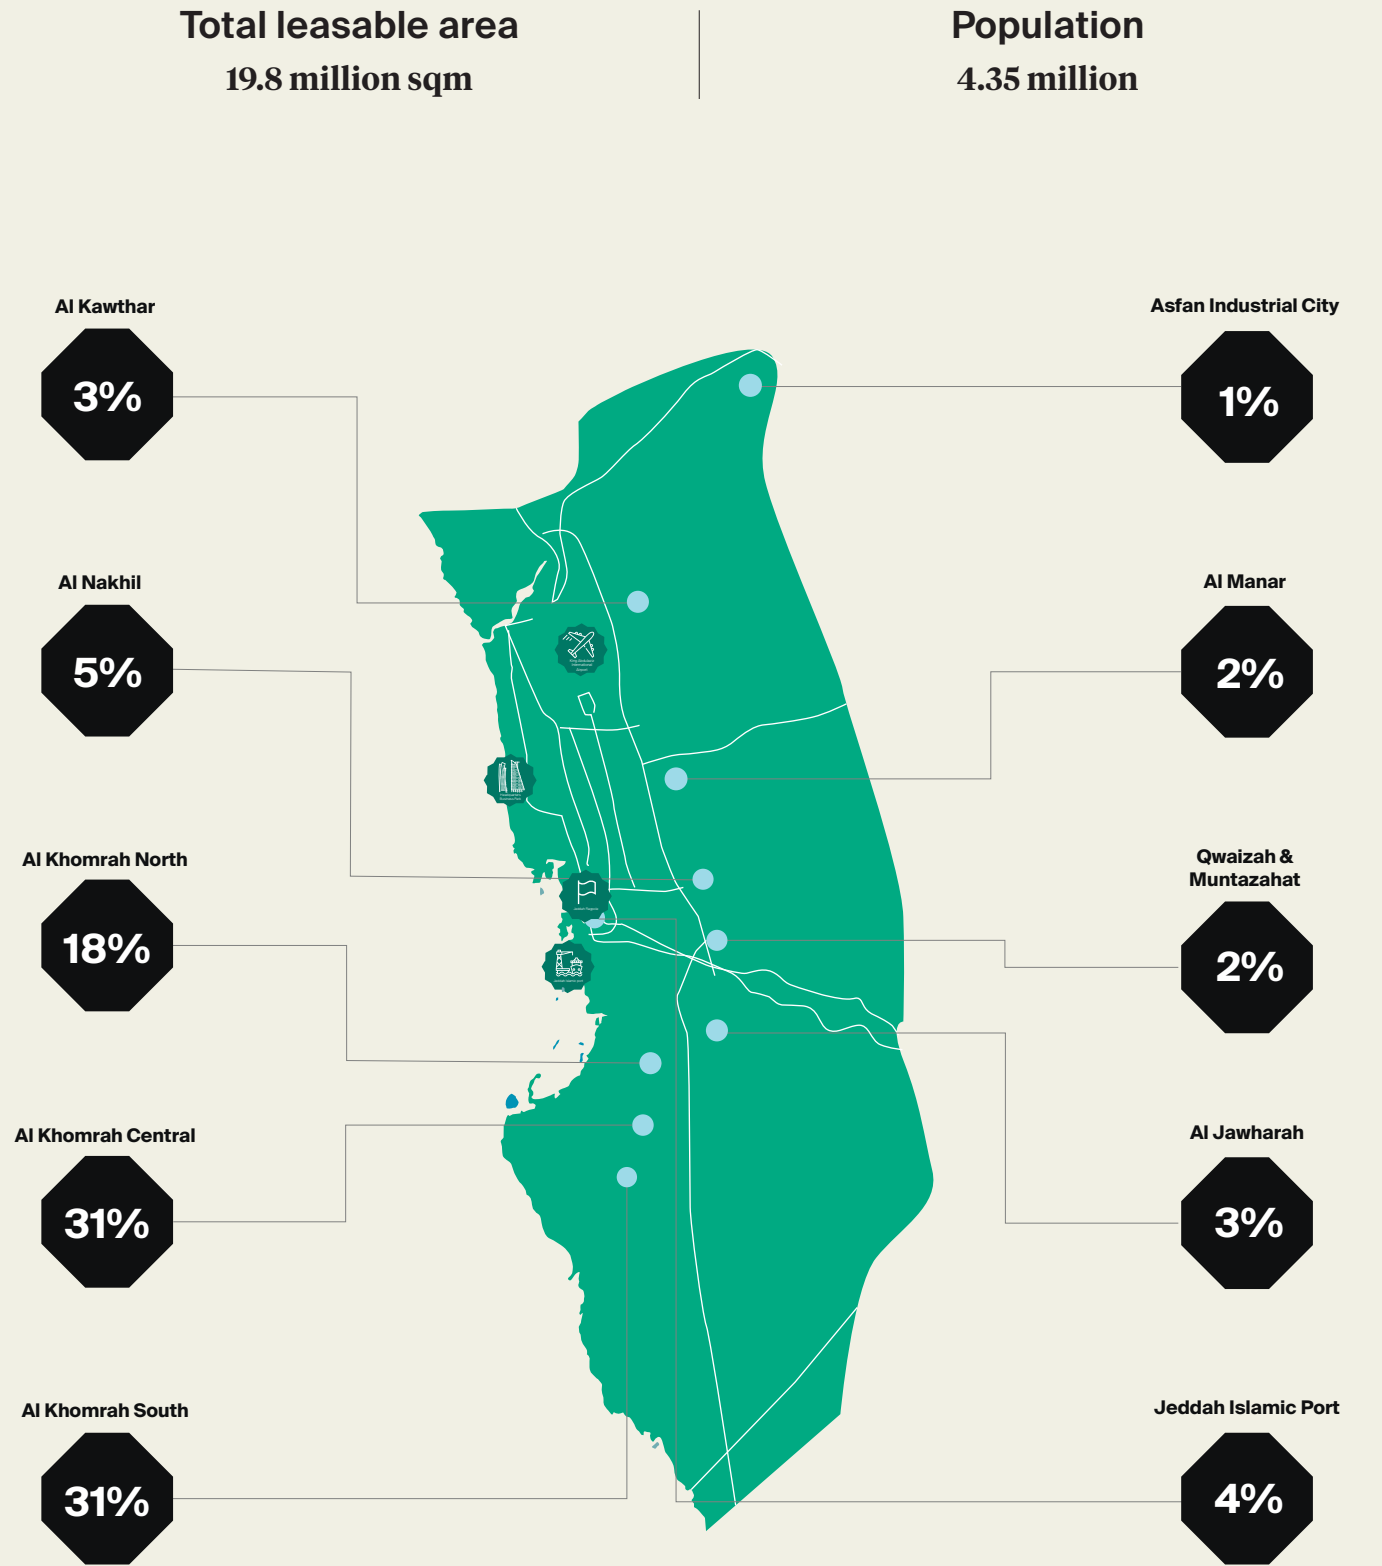 Total leasable area
19.8 million sqm
Population
4.35 million
Al Kawthar
3%
Asfan Industrial City
1%
Al Nakhil
5%
Al Manar
2%
Al Khomrah North
18%
Qwaizah &
Muntazahat
2%
Al Khomrah Central
31%
Al Jawharah
3%
Al Khomrah South
31%
Jeddah Islamic Port
4%
International
Airport